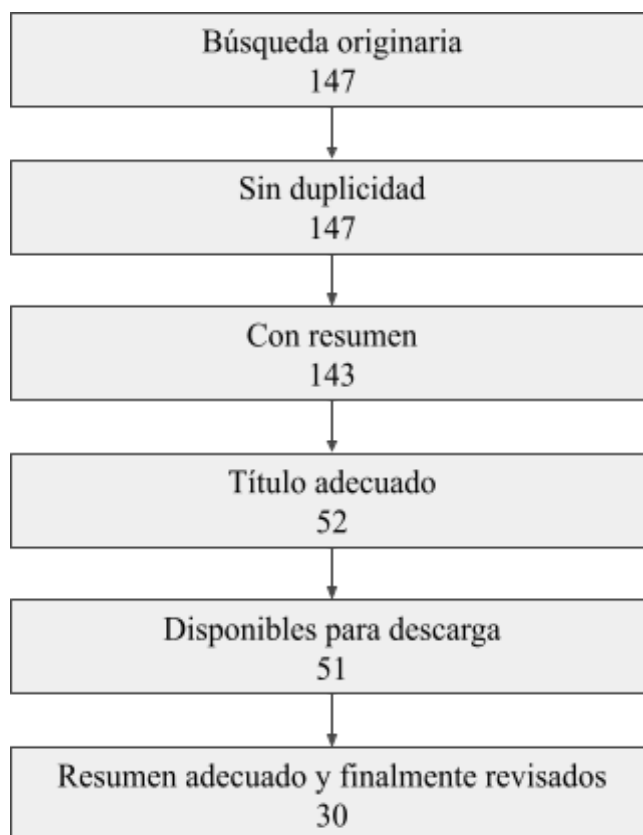 Búsqueda originaria
147
Sin duplicidad
147
Con resumen
143
Título adecuado
52
Disponibles para descarga
51
Resumen adecuado y finalmente revisados
30